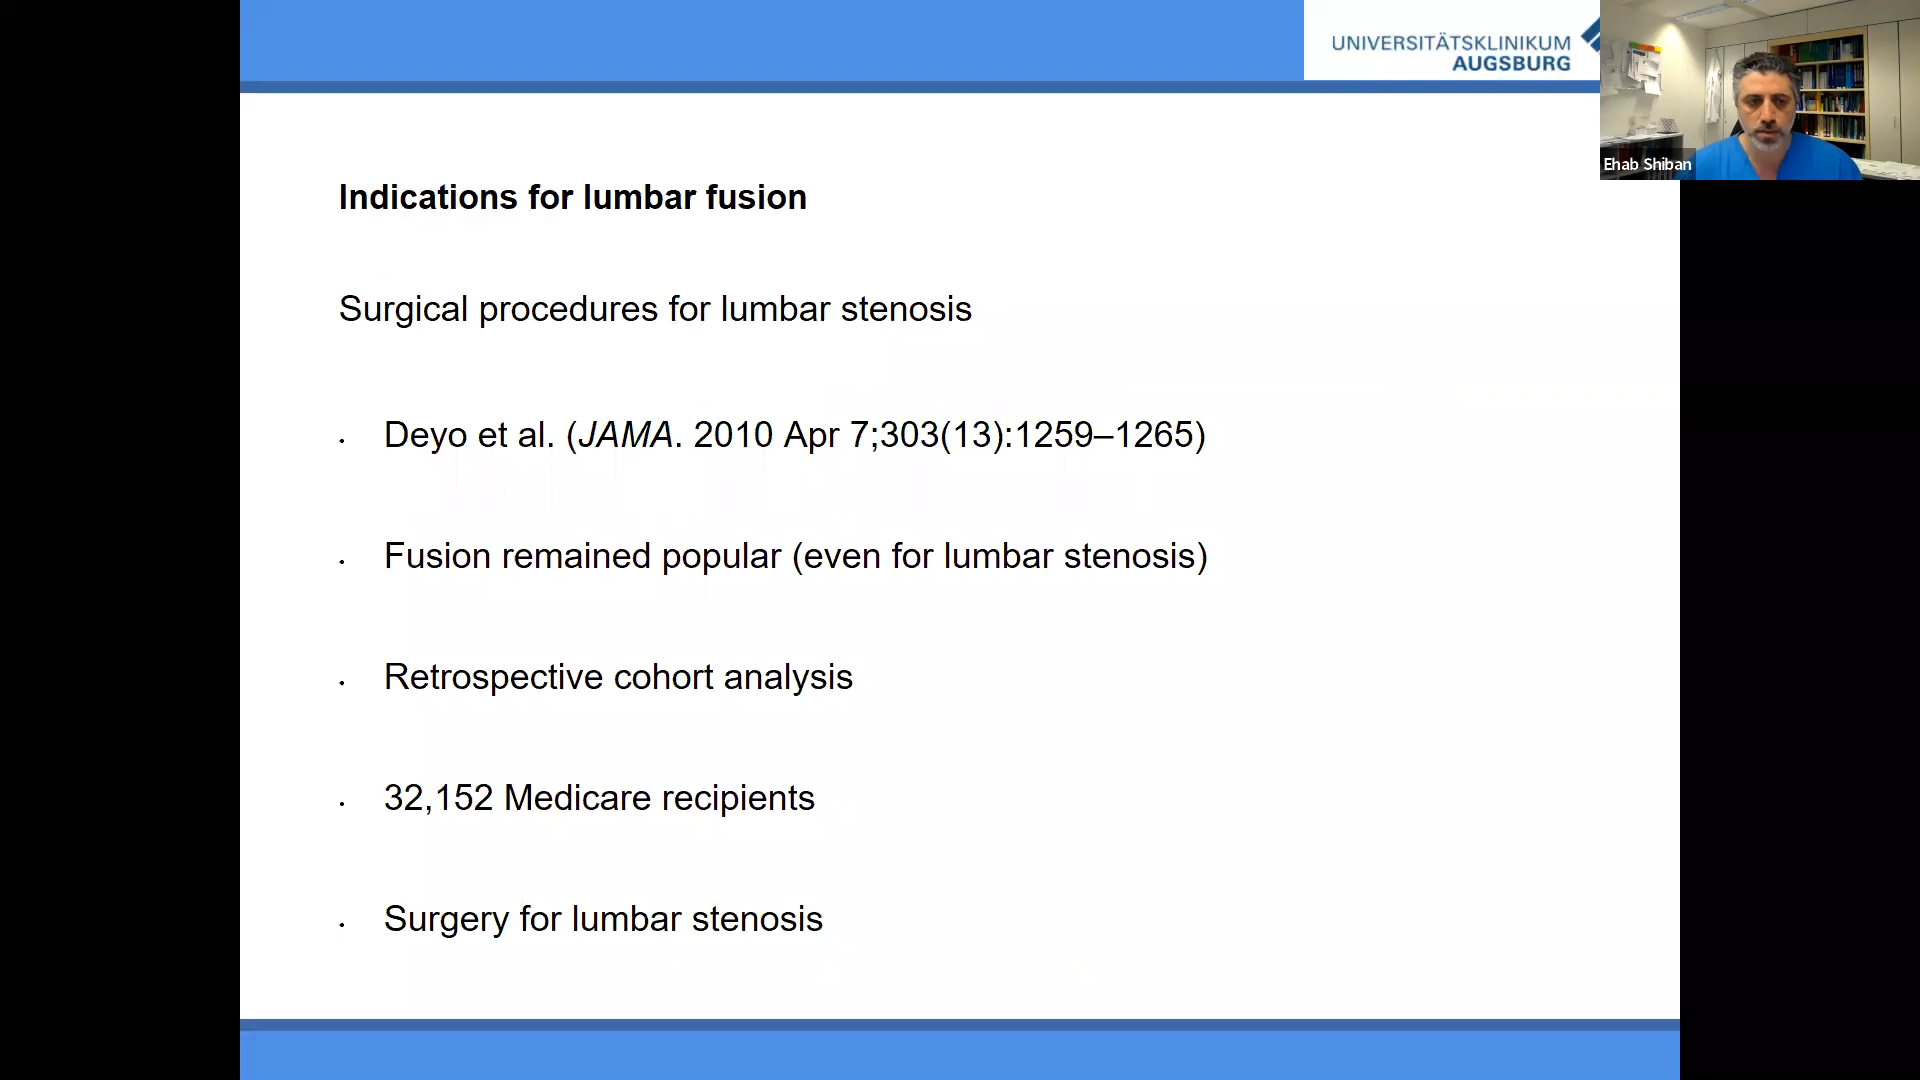 UNIVERSITÄTSKLINIKUM
AUGSBURG
Ehab Shiban
Indications for lumbar fusion
Surgical procedures for lumbar stenosis
• Deyo et al. (JAMA. 2010 Apr 7;303(13):1259–1265)
• Fusion remained popular (even for lumbar stenosis)
• Retrospective cohort analysis
• 32,152 Medicare recipients
• Surgery for lumbar stenosis